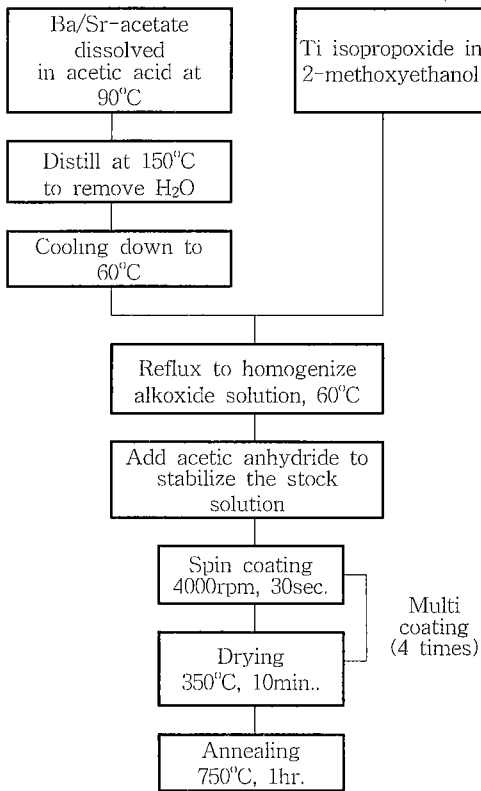 Ba/Sr-acetate
dissolved
in acetic acid at
90°C
Ti isopropoxide in
2-methoxyethanol
Distill at 150°C
to remove H₂O
Cooling down to
60°C
Reflux to homogenize
alkoxide solution, 60°C
Add acetic anhydride to
stabilize the stock
solution
Spin coating
4000rpm, 30sec.
Multi
coating
(4 times)
Drying
350°C, 10min..
Annealing
750°C, 1hr.